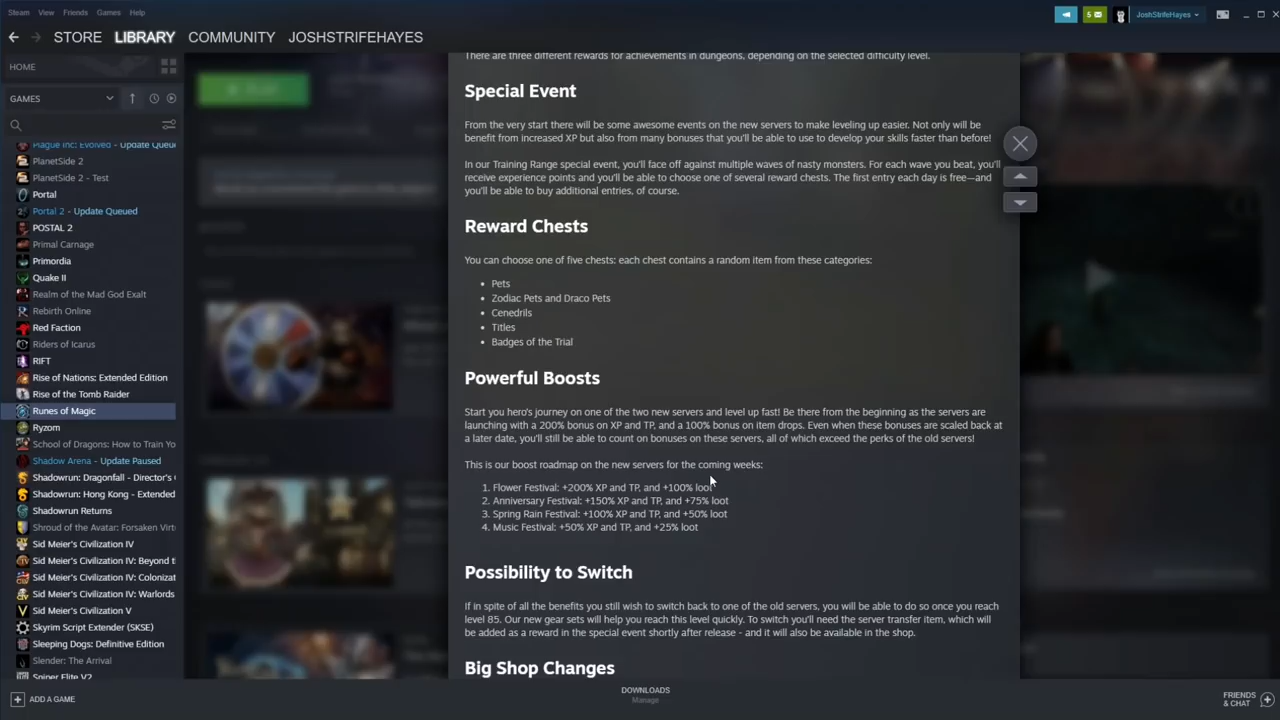 Steam View Friends Games Help
5
JoshStrifeHayes
STORE LIBRARY COMMUNITY JOSHSTRIFEHAYES
HOME
GAMES
Plague Inc: Evolved - Update Queue
PlanetSide 2
PlanetSide 2 - Test
Portal
Portal 2 - Update Queued
POSTAL 2
Primal Carnage
Primordia
Quake II
Realm of the Mad God Exalt
Rebirth Online
Red Faction
Riders of Icarus
RIFT
Rise of Nations: Extended Edition
Rise of the Tomb Raider
Runes of Magic
Ryzom
School of Dragons: How to Train Yo
Shadow Arena - Update Paused
Shadowrun: Dragonfall - Director's
Shadowrun: Hong Kong - Extended
Shadowrun Returns
Shroud of the Avatar: Forsaken Virt
Sid Meier's Civilization IV
Sid Meier's Civilization IV: Beyond t
Sid Meier's Civilization IV: Colonizat
Sid Meier's Civilization IV: Warlords
Sid Meier's Civilization V
Skyrim Script Extender (SKSE)
Sleeping Dogs: Definitive Edition
Slender: The Arrival
Sniper Elite V2
There are three different rewards for achievements in dungeons, depending on the selected difficulty level.
Special Event
From the very start there will be some awesome events on the new servers to make leveling up easier. Not only will be
benefit from increased XP but also from many bonuses that you'll be able to use to develop your skills faster than before!
In our Training Range special event, you'll face off against multiple waves of nasty monsters. For each wave you beat, you'll
receive experience points and you'll be able to choose one of several reward chests. The first entry each day is free—and
you'll be able to buy additional entries, of course.
Reward Chests
You can choose one of five chests: each chest contains a random item from these categories:
Pets
Zodiac Pets and Draco Pets
Cenedrils
Titles
Badges of the Trial
Powerful Boosts
Start you hero's journey on one of the two new servers and level up fast! Be there from the beginning as the servers are
launching with a 200% bonus on XP and TP, and a 100% bonus on item drops. Even when these bonuses are scaled back at
a later date, you'll still be able to count on bonuses on these servers, all of which exceed the perks of the old servers!
This is our boost roadmap on the new servers for the coming weeks:
1. Flower Festival: +200% XP and TP, and +100% loot
2. Anniversary Festival: +150% XP and TP, and +75% loot
3. Spring Rain Festival: +100% XP and TP, and +50% loot
4. Music Festival: +50% XP and TP, and +25% loot
Possibility to Switch
If in spite of all the benefits you still wish to switch back to one of the old servers, you will be able to do so once you reach
level 85. Our new gear sets will help you reach this level quickly. To switch you'll need the server transfer item, which will
be added as a reward in the special event shortly after release - and it will also be available in the shop.
Big Shop Changes
ADD A GAME
DOWNLOADS
Manage
FRIENDS
& CHAT